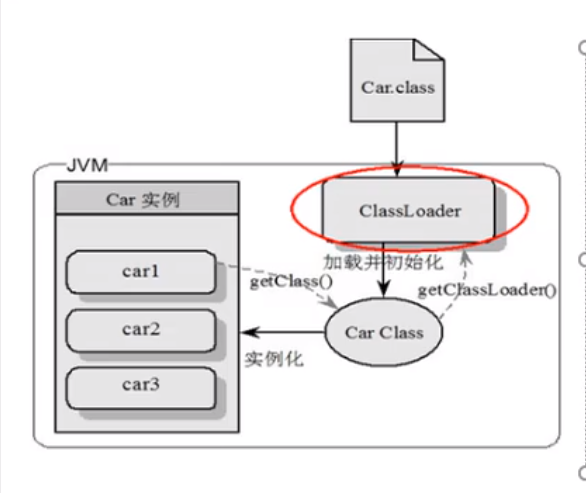 Car.class
JVM
Car 实例
ClassLoader
加载并初始化
car1
getClass()
getClassLoader()
car2
Car Class
实例化
car3